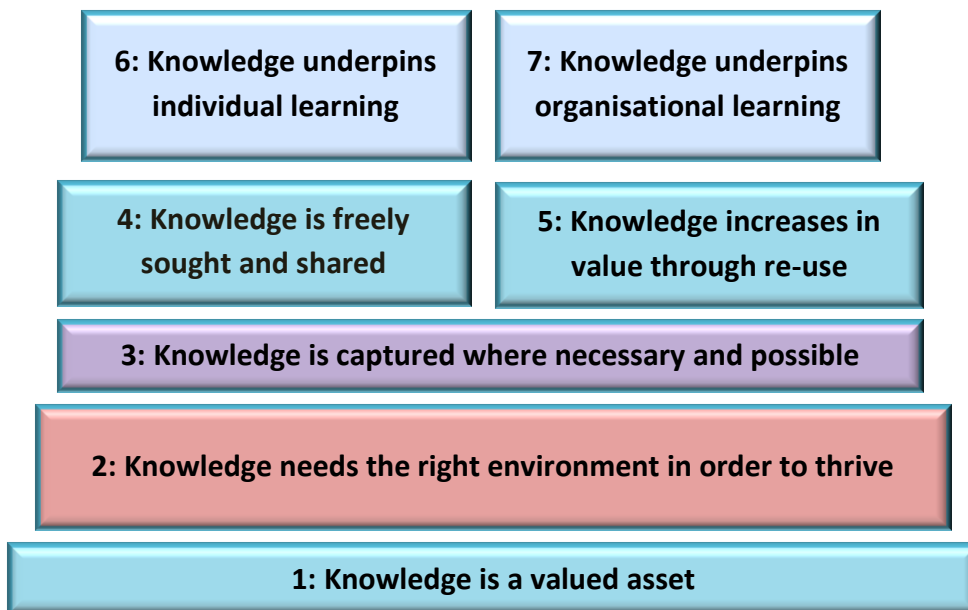 6: Knowledge underpins
individual learning
7: Knowledge underpins
organisational learning
4: Knowledge is freely
sought and shared
5: Knowledge increases in
value through re-use
3: Knowledge is captured where necessary and possible
2: Knowledge needs the right environment in order to thrive
1: Knowledge is a valued asset